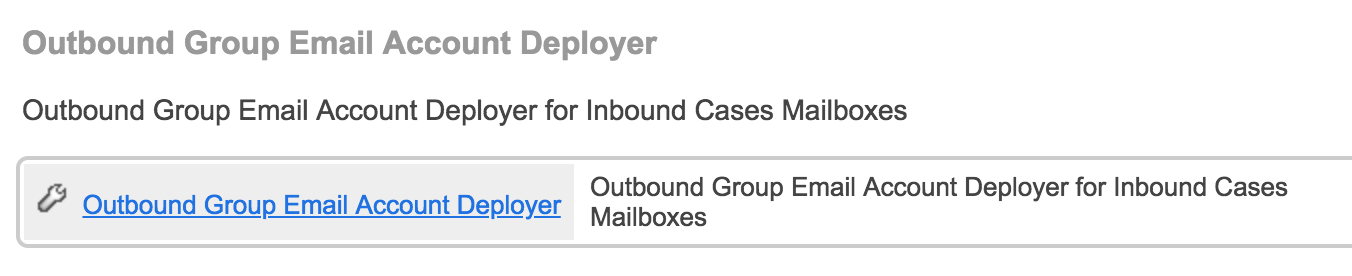 Outbound Group Email Account Deployer
Outbound Group Email Account Deployer for Inbound Cases Mailboxes
Outbound Group Email Account Deployer
Outbound Group Email Account Deployer for Inbound Cases
Mailboxes